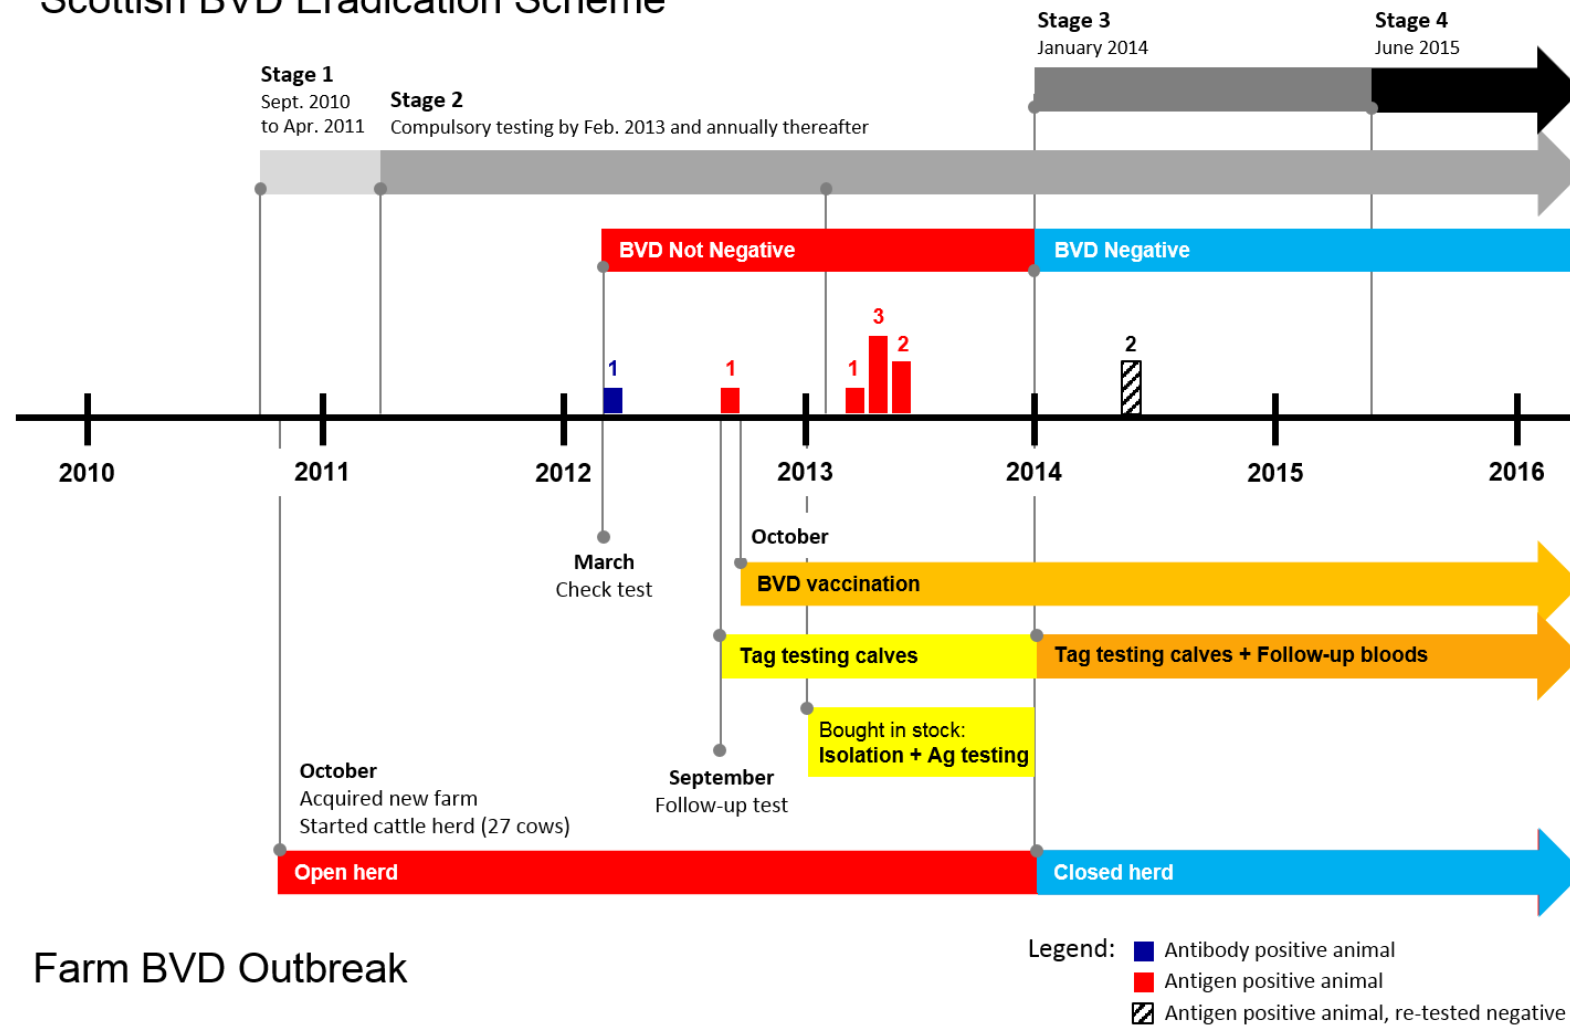 Scottish BVD Eradication Scheme
Stage 3
January 2014
Stage 4
June 2015
Stage 1
Sept. 2010
to Apr. 2011
Stage 2
Compulsory testing by Feb. 2013 and annually thereafter
BVD Not Negative
BVD Negative
1
1
1
3
2
2
2010
2011
2012
2013
2014
2015
2016
March
Check test
October
BVD vaccination
Tag testing calves
Tag testing calves + Follow-up bloods
Bought in stock:
Isolation + Ag testing
September
Follow-up test
October
Acquired new farm
Started cattle herd (27 cows)
Open herd
Closed herd
Farm BVD Outbreak
Legend:
Antibody positive animal
Antigen positive animal
Antigen positive animal, re-tested negative